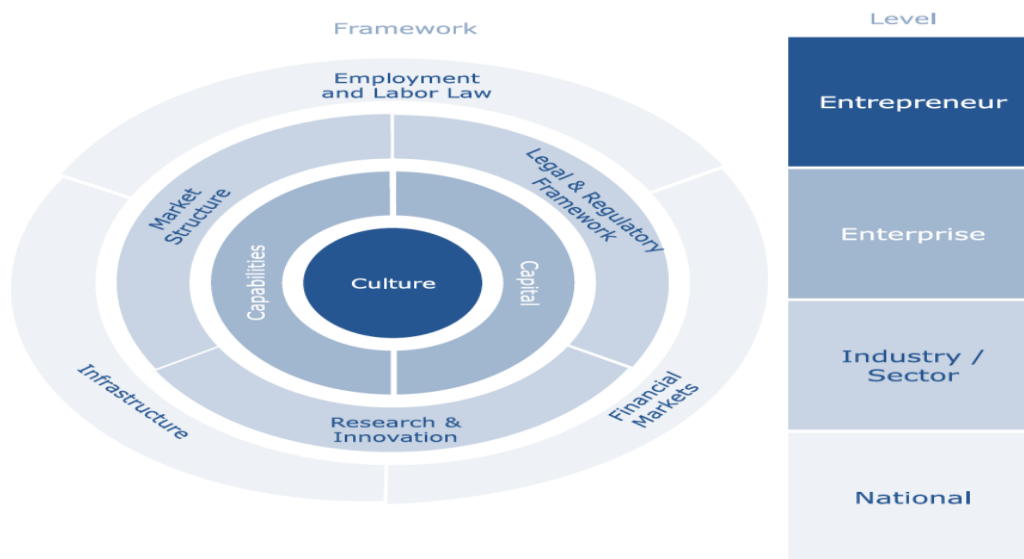 Framework
Level
Employment
and Labor Law
Entrepreneur
Market
Structure
Legal & Regulatory
Framework
Capabilities
Culture
Capital
Enterprise
Infrastructure
Research &
Innovation
Financial
Markets
Industry /
Sector
National